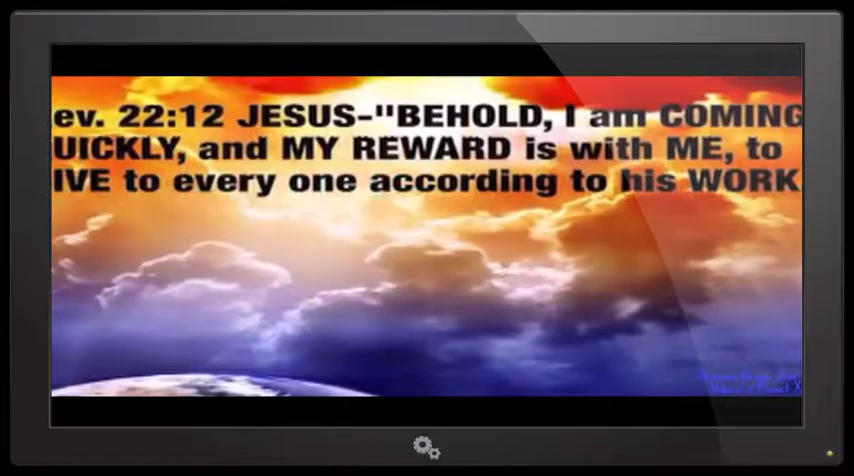 ev. 22:12 JESUS-"BEHOLD, I am COMING
UICKLY, and MY REWARD is with ME, to
IVE to every one according to his WORK